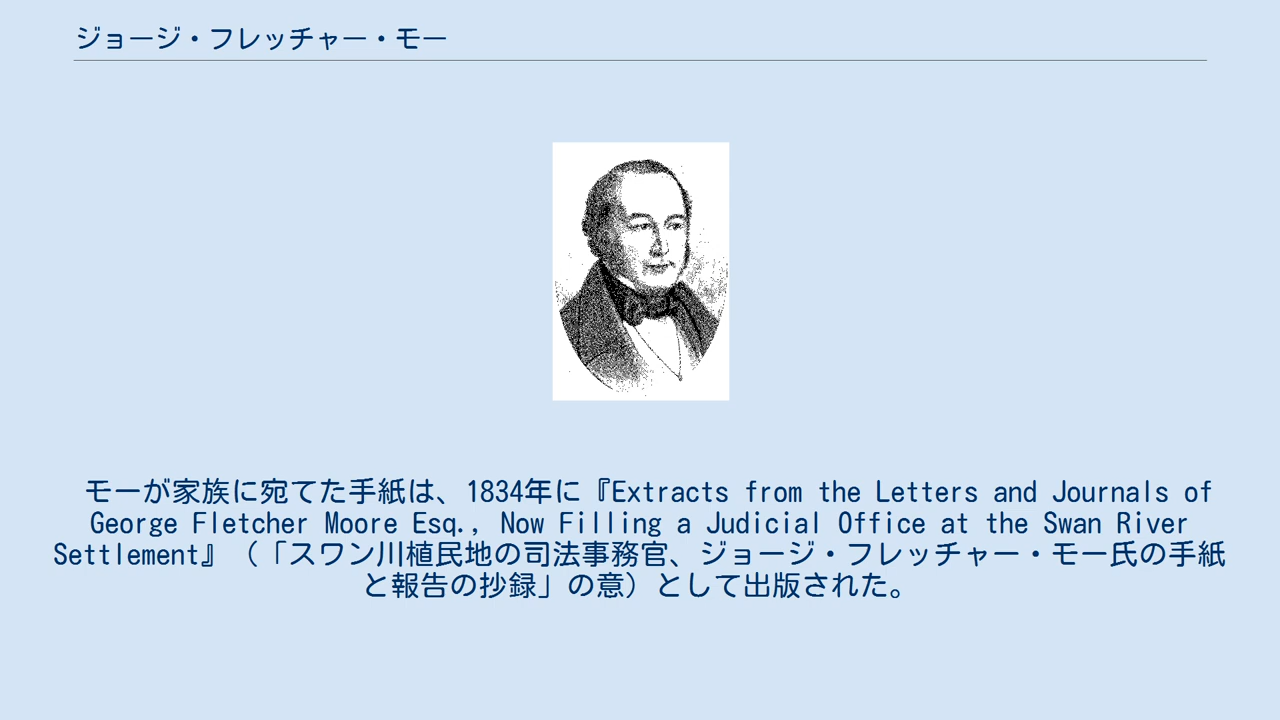 ジョージ・フレッチャー・モー
モーが家族に宛てた手紙は、1834年に『Extracts from the Letters and Journals of
George Fletcher Moore Esq., Now Filling a Judicial Office at the Swan River
Settlement』（「スワン川植民地の司法事務官、ジョージ・フレッチャー・モー氏の手紙
と報告の抄録」の意）として出版された。